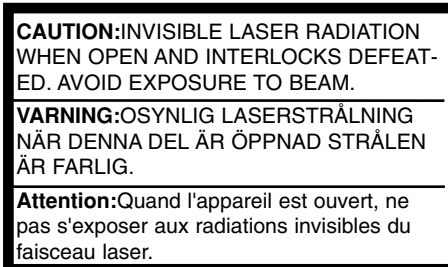 CAUTION:INVISIBLE LASER RADIATION
WHEN OPEN AND INTERLOCKS DEFEAT-
ED. AVOID EXPOSURE TO BEAM.
VARNING:OSYNLIG LASERSTRÅLNING
NÄR DENNA DEL ÄR ÖPPNAD STRÅLEN
ÄR FARLIG.
Attention:Quand l'appareil est ouvert, ne
pas s'exposer aux radiations invisibles du
faisceau laser.